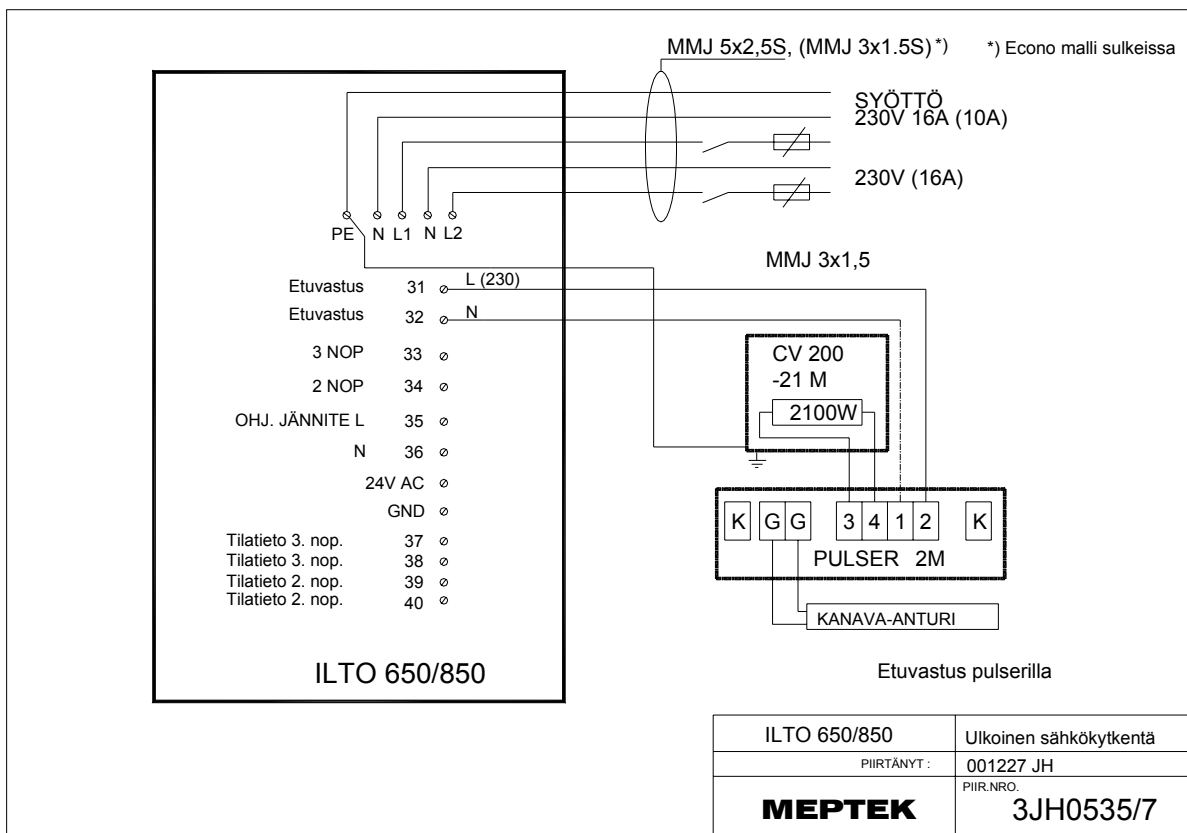 MMJ 5x2,5S, (MMJ 3x1.5S) *)
*) Econo malli sulkeissa
SYÖTTÖ
230V 16A (10A)
230V (16A)
PE N L1 N L2
MMJ 3x1,5
Etuvastus 31 L (230)
Etuvastus 32 N
3 NOP 33
2 NOP 34
OHJ. JÄNNITE L 35
N 36
24V AC
GND
Tilatieto 3. nop. 37
Tilatieto 3. nop. 38
Tilatieto 2. nop. 39
Tilatieto 2. nop. 40
ILTO 650/850
CV 200
-21 M
2100W
K G G 3 4 1 2 K
PULSER 2M
KANAVA-ANTURI
Etuvastus pulserilla
ILTO 650/850 Ulkoinen sähkökytkentä
PIIRTÄNYT : 001227 JH
MEPTEK
PIIR.NRO.
3JH0535/7